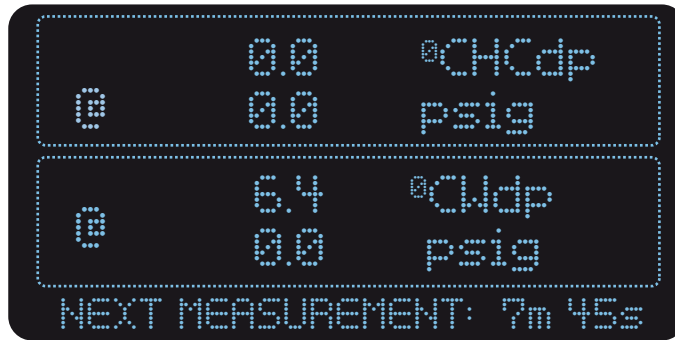 0.0 °CHCdp
@ 0.0 psig
6.4 °CWdp
@ 0.0 psig
NEXT MEASUREMENT: 7m 45s